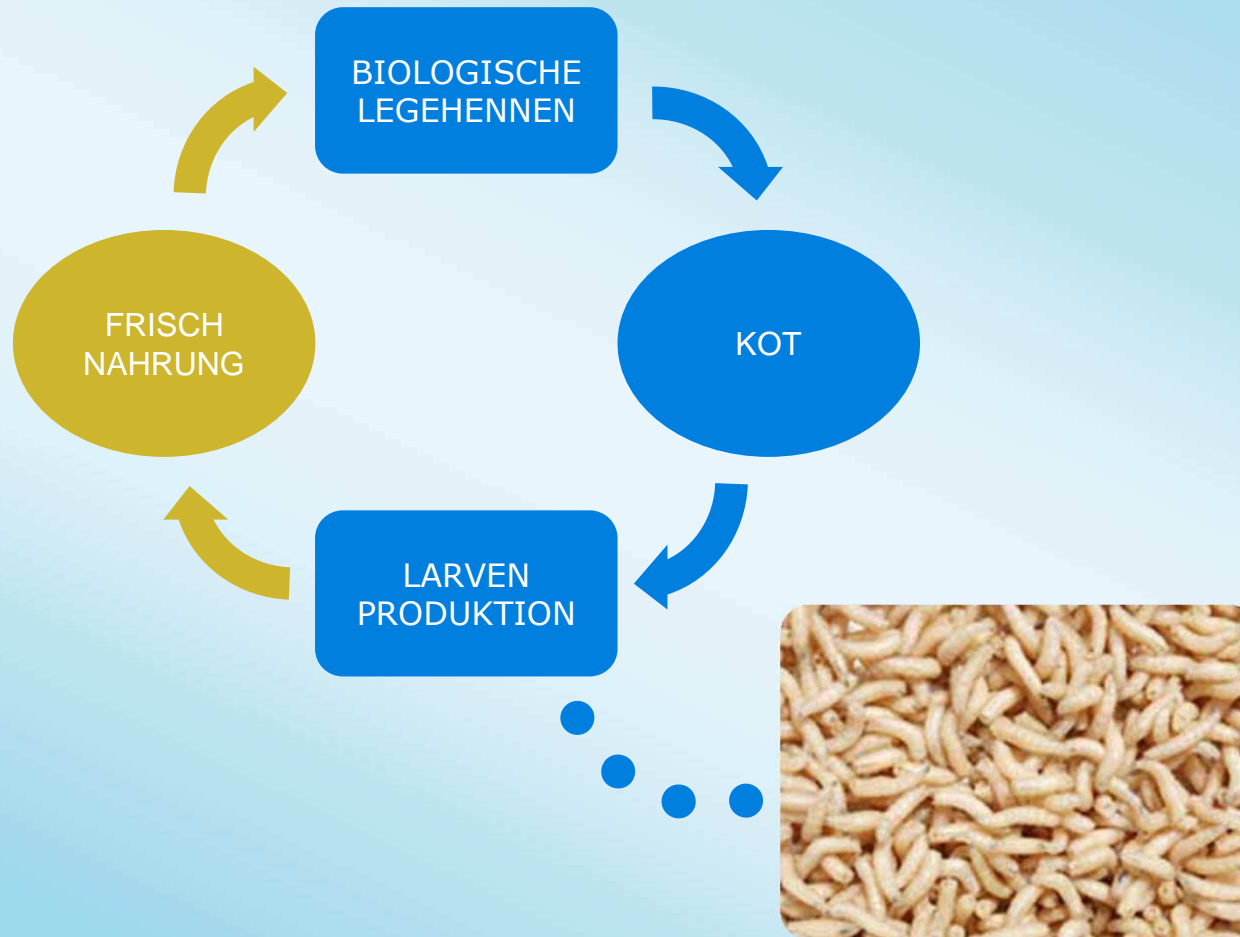 BIOLOGISCHE
LEGEHENNEN
FRISCH
NAHRUNG
KOT
LARVEN
PRODUKTION